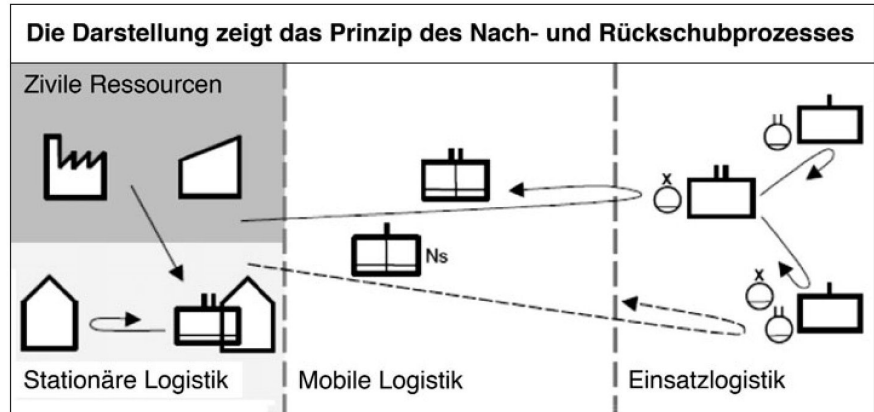 Die Darstellung zeigt das Prinzip des Nach- und Rückschubprozesses
Zivile Ressourcen
X
Ns
X
Stationäre Logistik
Mobile Logistik
Einsatzlogistik